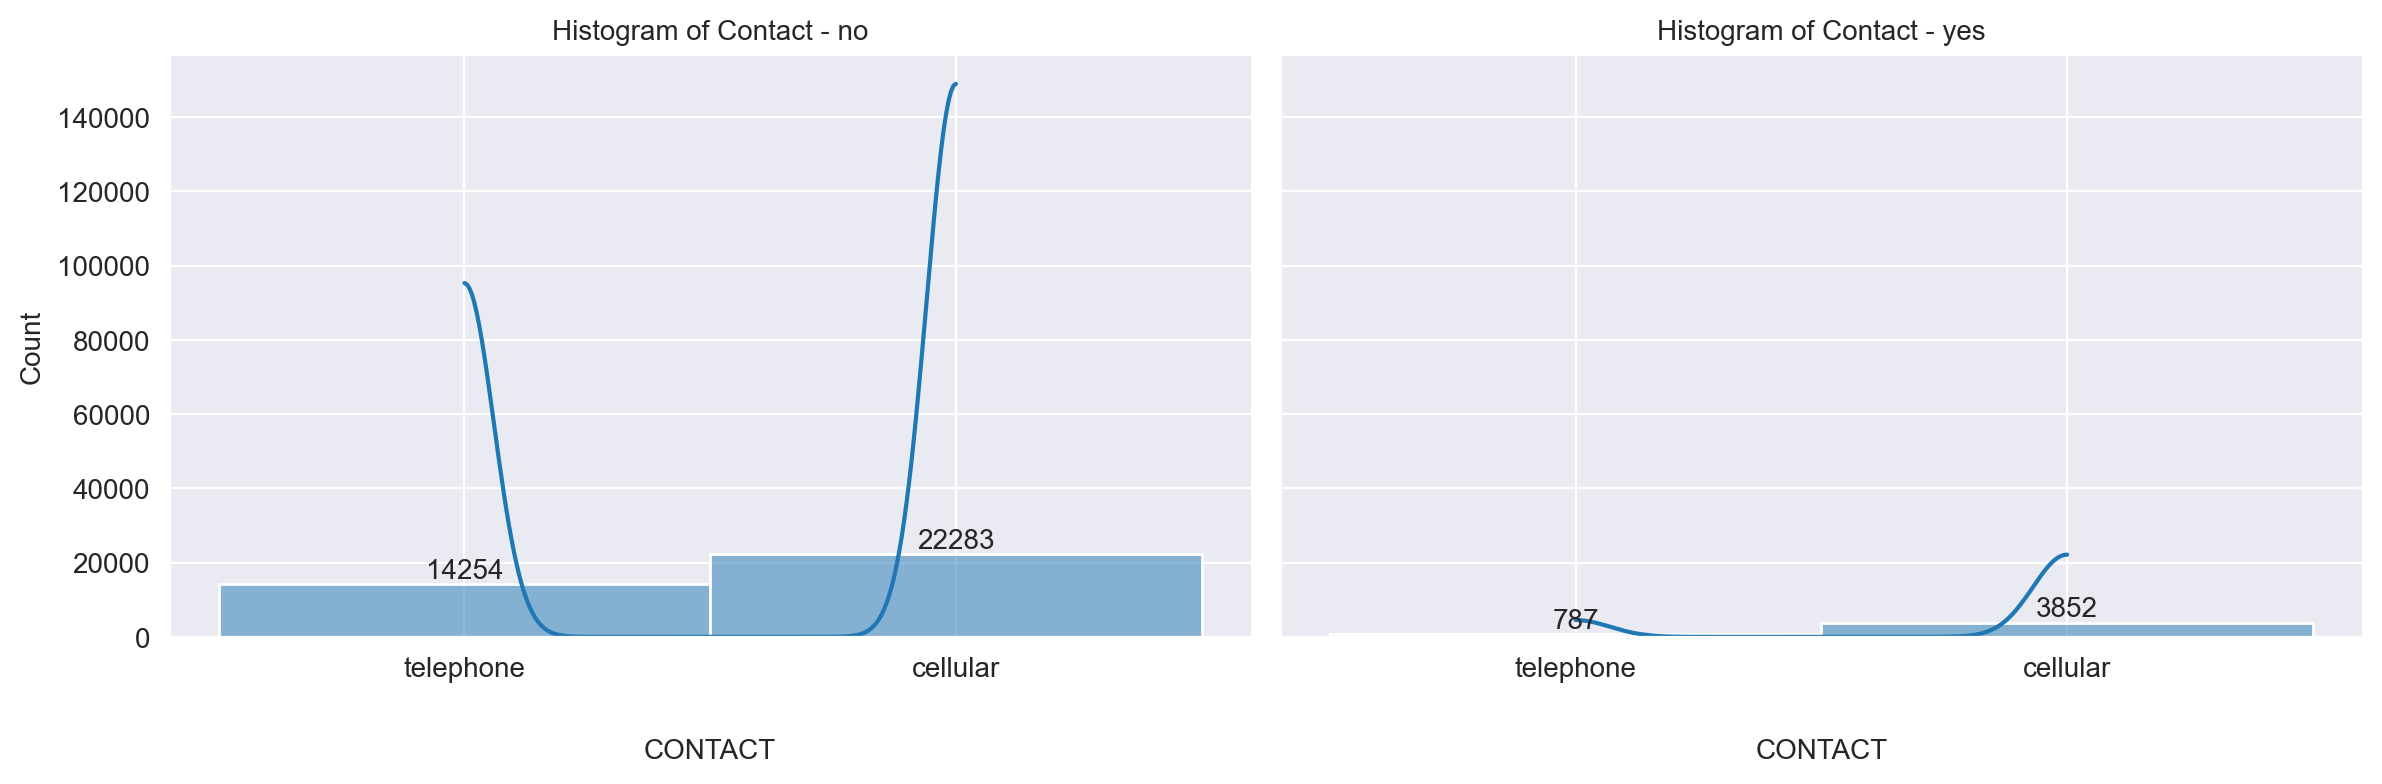 Histogram of Contact - no
Histogram of Contact - yes
Count
140000
120000
100000
80000
60000
40000
20000
0
14254
22283
787
3852
telephone
cellular
telephone
cellular
CONTACT
CONTACT